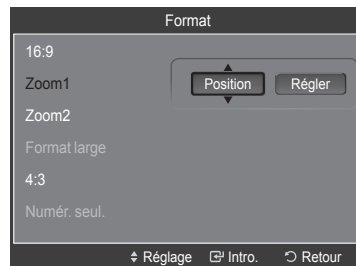 Format
16:9
Zoom1
Position Régler
Zoom2
Format large
4:3
Numér. seul.
Réglage Intro. Retour